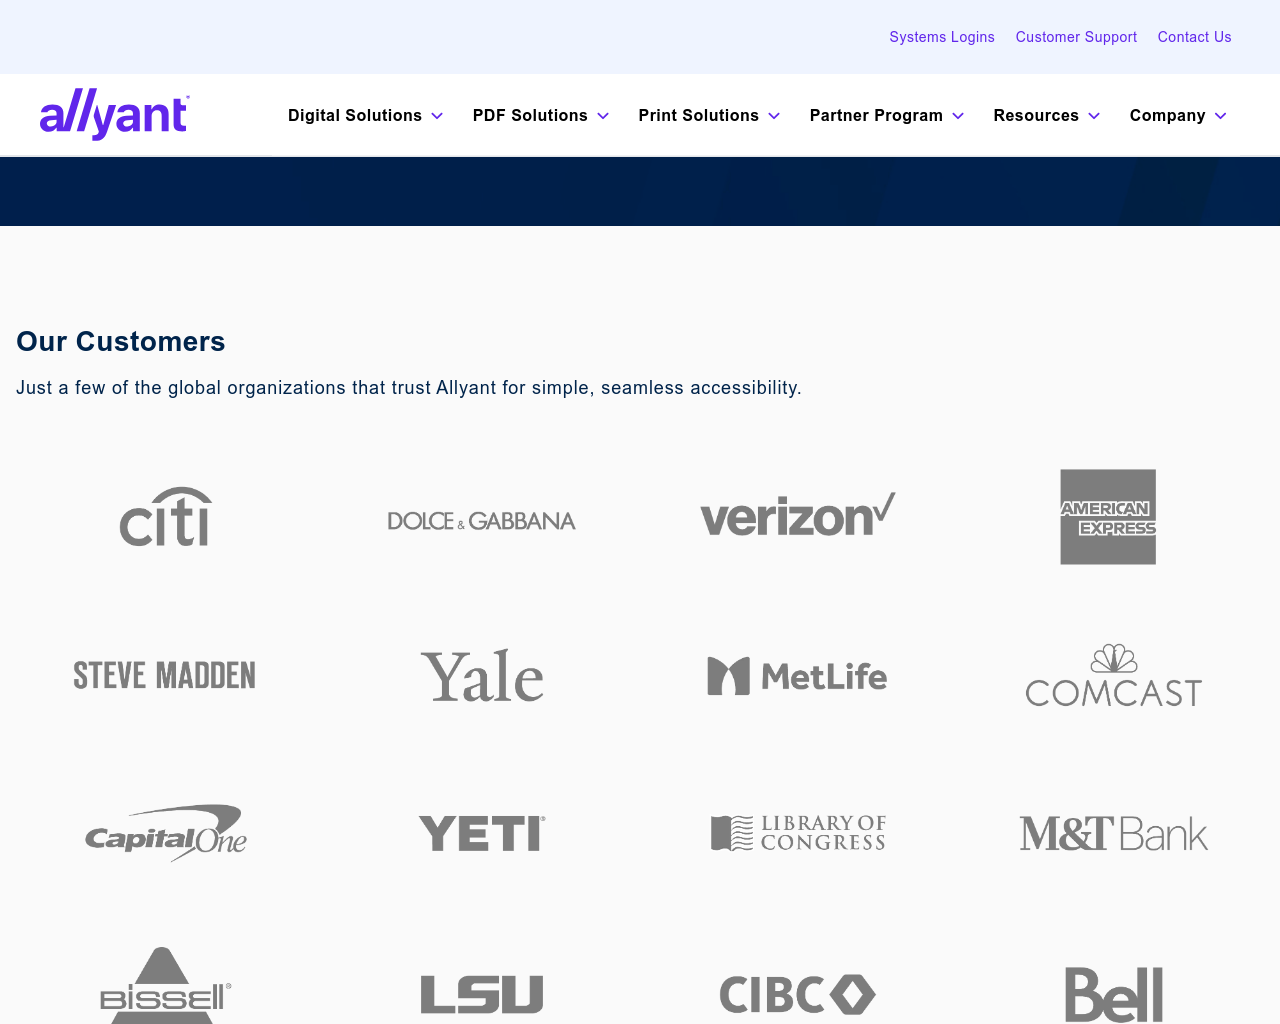 Systems Logins Customer Support Contact Us
allyant®
Digital Solutions PDF Solutions Print Solutions Partner Program Resources Company
Our Customers
Just a few of the global organizations that trust Allyant for simple, seamless accessibility.
citi
DOLCE & GABBANA
verizon
AMERICAN
EXPRESS
STEVE MADDEN
Yale
MetLife
COMCAST
Capital One
YETI®
LIBRARY OF
CONGRESS
M&T Bank
BISSELL®
LSU
CIBC
Bell